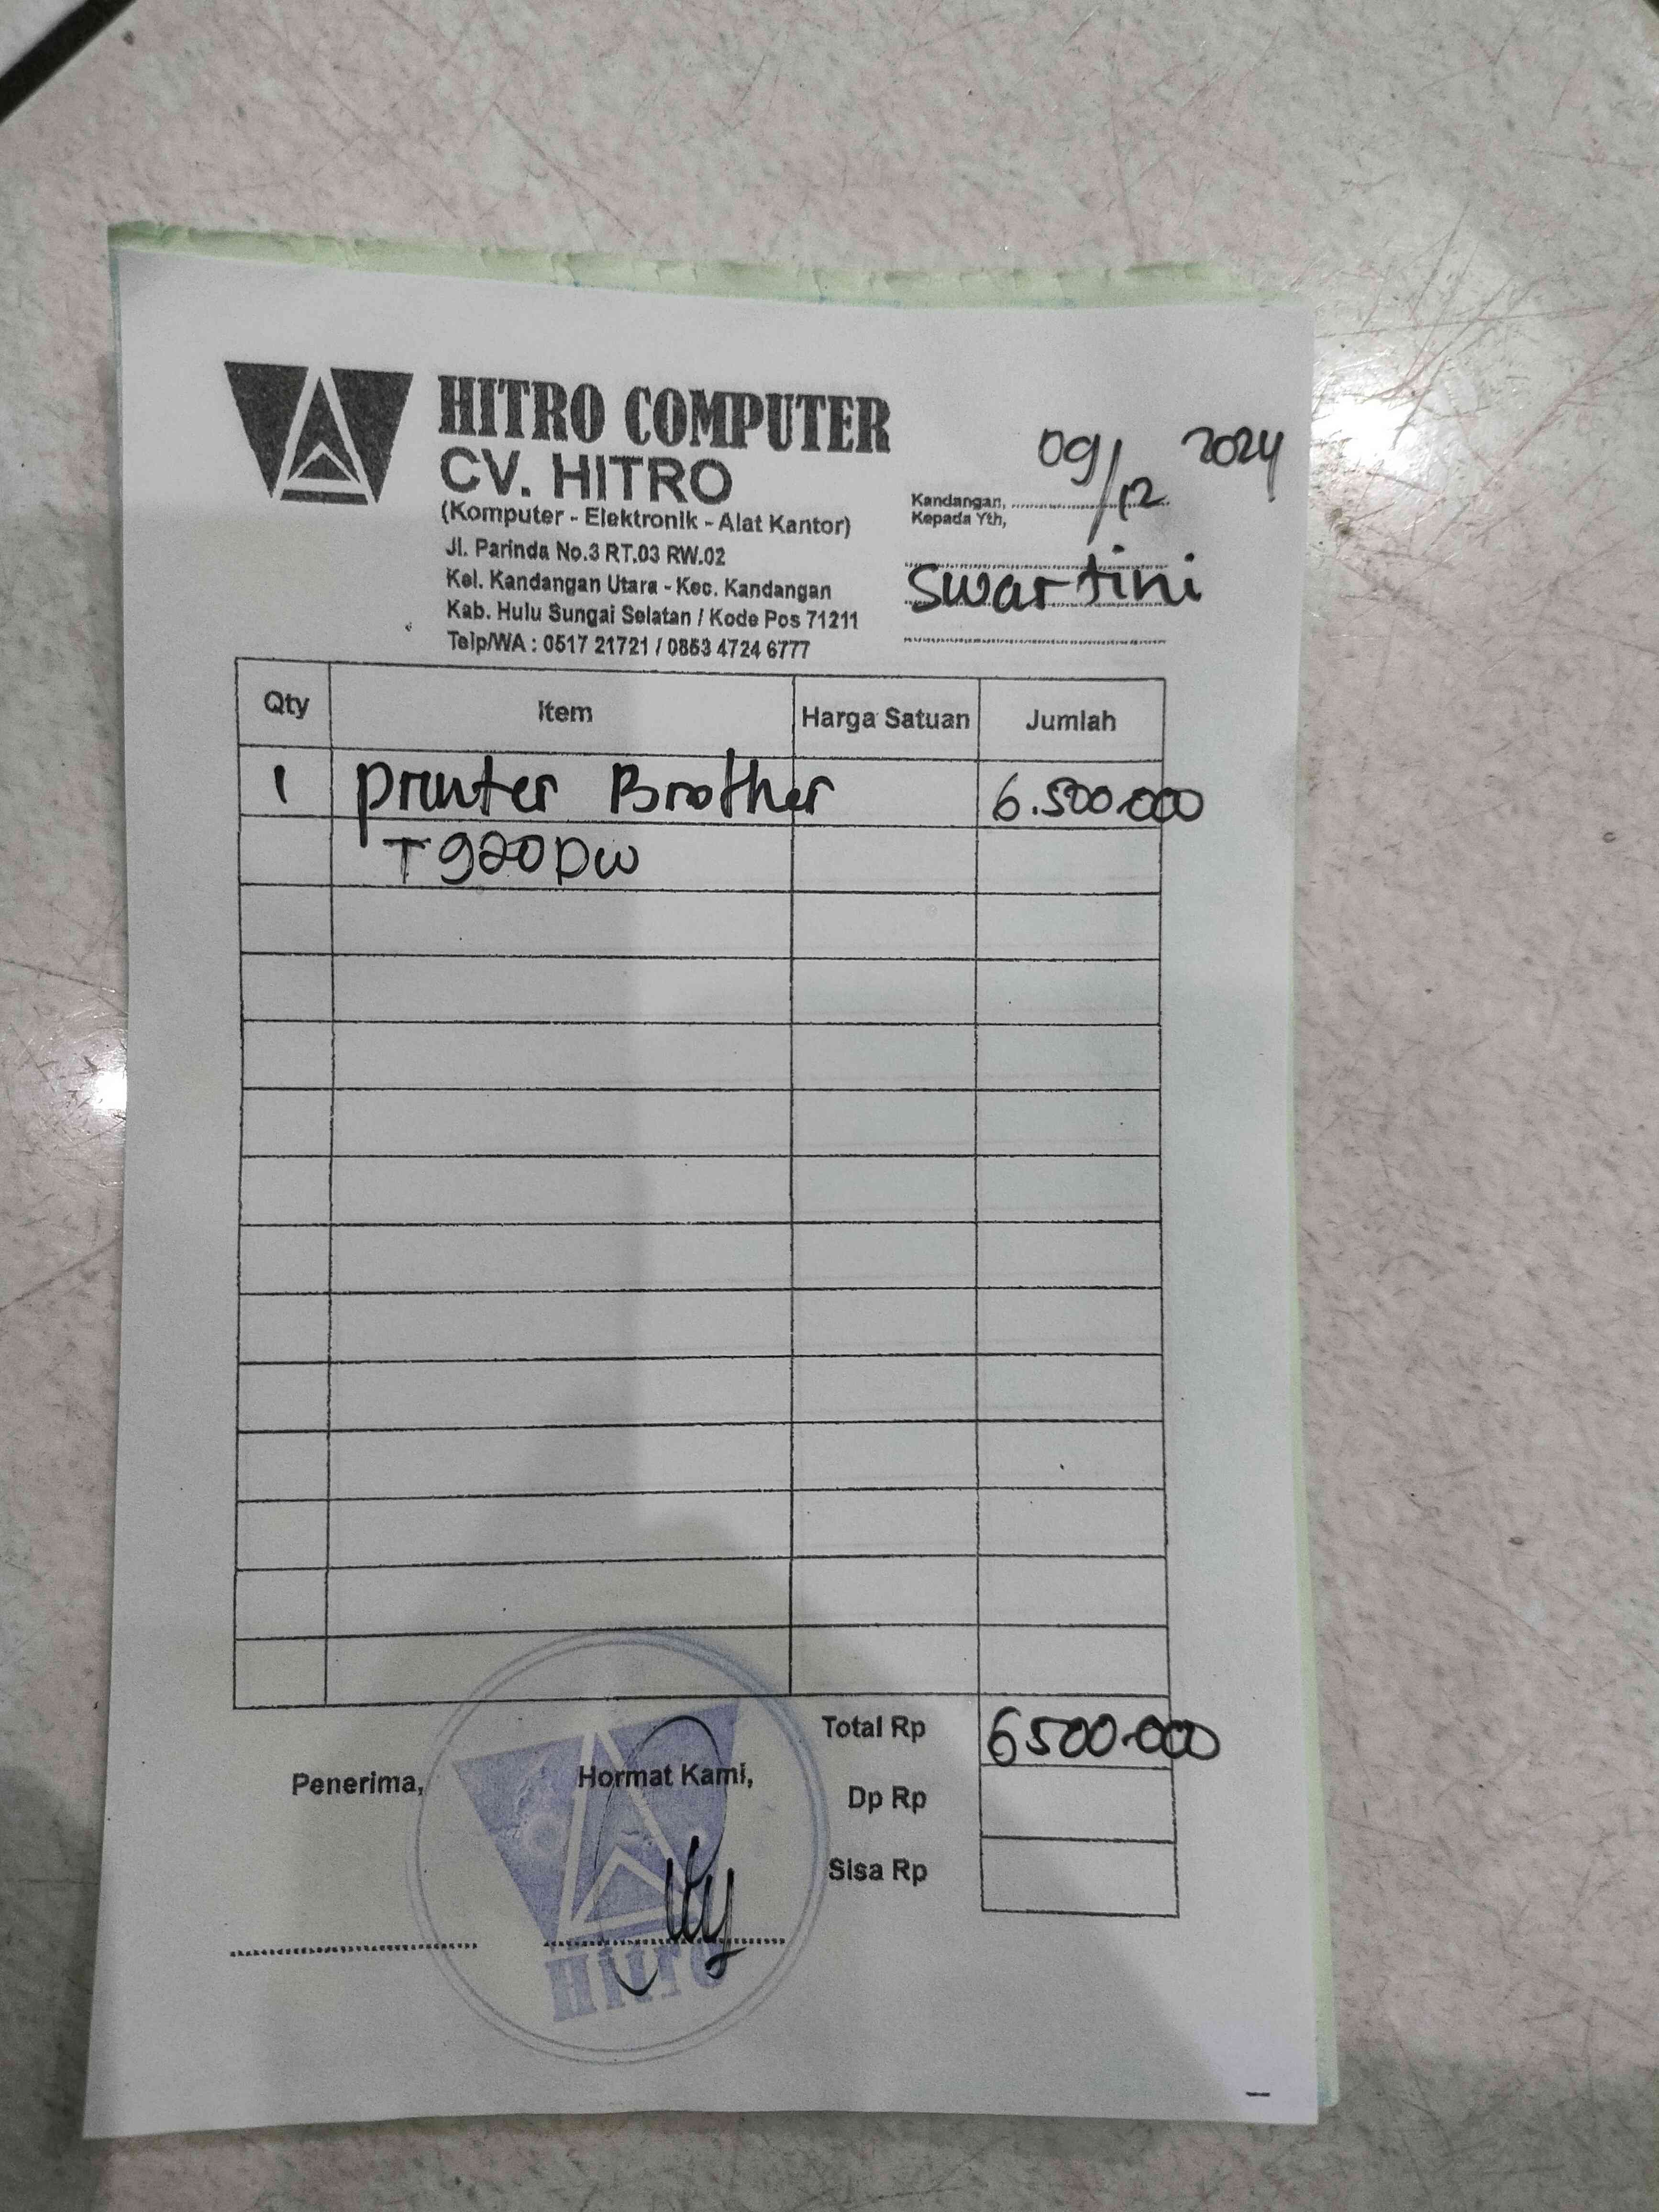 HITRO COMPUTER
CV. HITRO
(Komputer - Elektronik - Alat Kantor)
Jl. Parinda No.3 RT.03 RW.02
Kel. Kandangan Utara - Kec. Kandangan
Kab. Hulu Sungai Selatan / Kode Pos 71211
Telp/WA : 0517 21721 / 0853 4724 6777
Kandangan, 09/12 2024
Kepada Yth,
Swartini
Qty Item Harga Satuan Jumlah
1 printer Brother 6.500.000
T920DW
Total Rp 6500.000
Penerima, Hormat Kami,
Dp Rp
Sisa Rp
Hitro